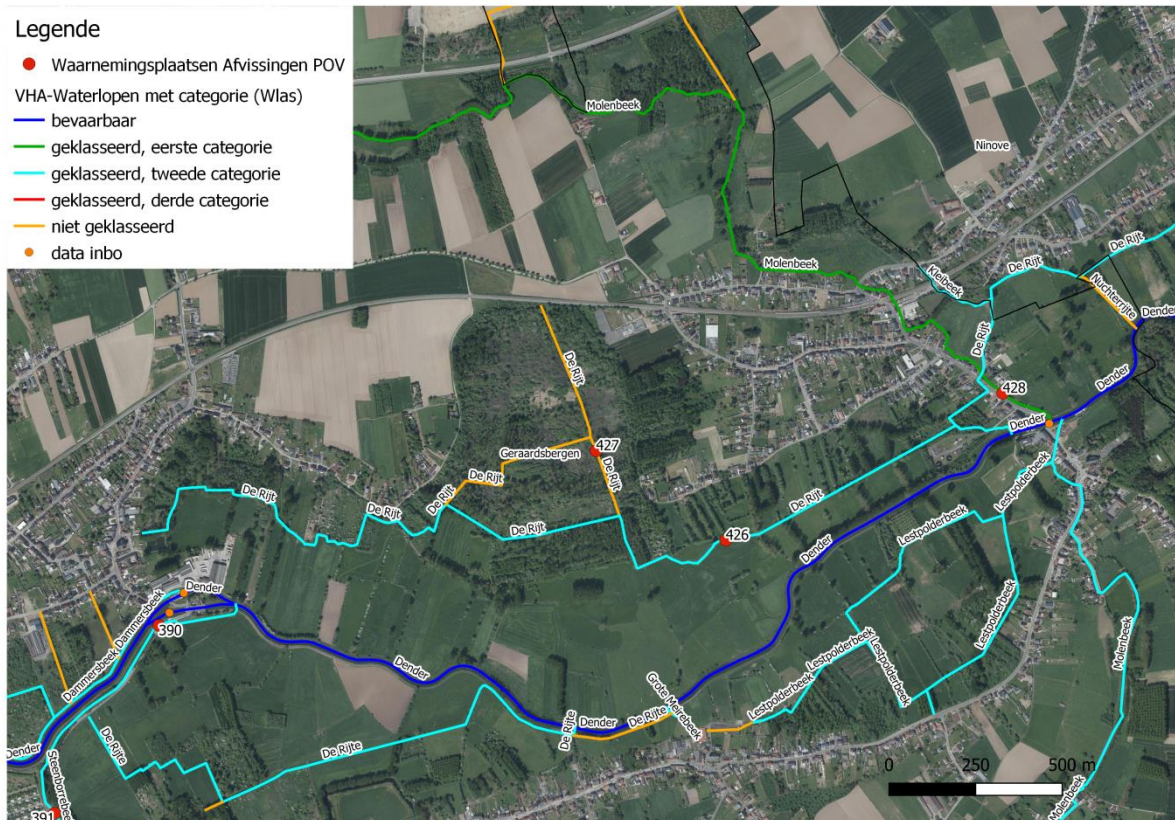 Legende
Waarnemingsplaatsen Afvissingen POV
VHA-Waterlopen met categorie (Wlas)
bevaarbaar
geklasseerd, eerste categorie
geklasseerd, tweede categorie
geklasseerd, derde categorie
niet geklasseerd
data inbo
Molenbeek
Ninove
De Rijt
Molenbeek
Kleibeek
De Rijt
Nuchterrijte
Dender
De Rijt
De Rijt
Dender
428
Dender
427
Geraardsbergen
De Rijt
De Rijt
De Rijt
Lestpolderbeek
De Rijt
De Rijt
De Rijt
426
Lestpolderbeek
Dender
Dender
Dammersbeek
390
Lestpolderbeek
Lestpolderbeek
Lestpolderbeek
Molenbeek
Dammersbeek
Dender
Lestpolderbeek
Grote Meirebeek
De Rijte
Dender
De Rijte
De Rijte
De Rijte
Dender
Steenborrebeek
0 250 500 m
Molenbeek
391